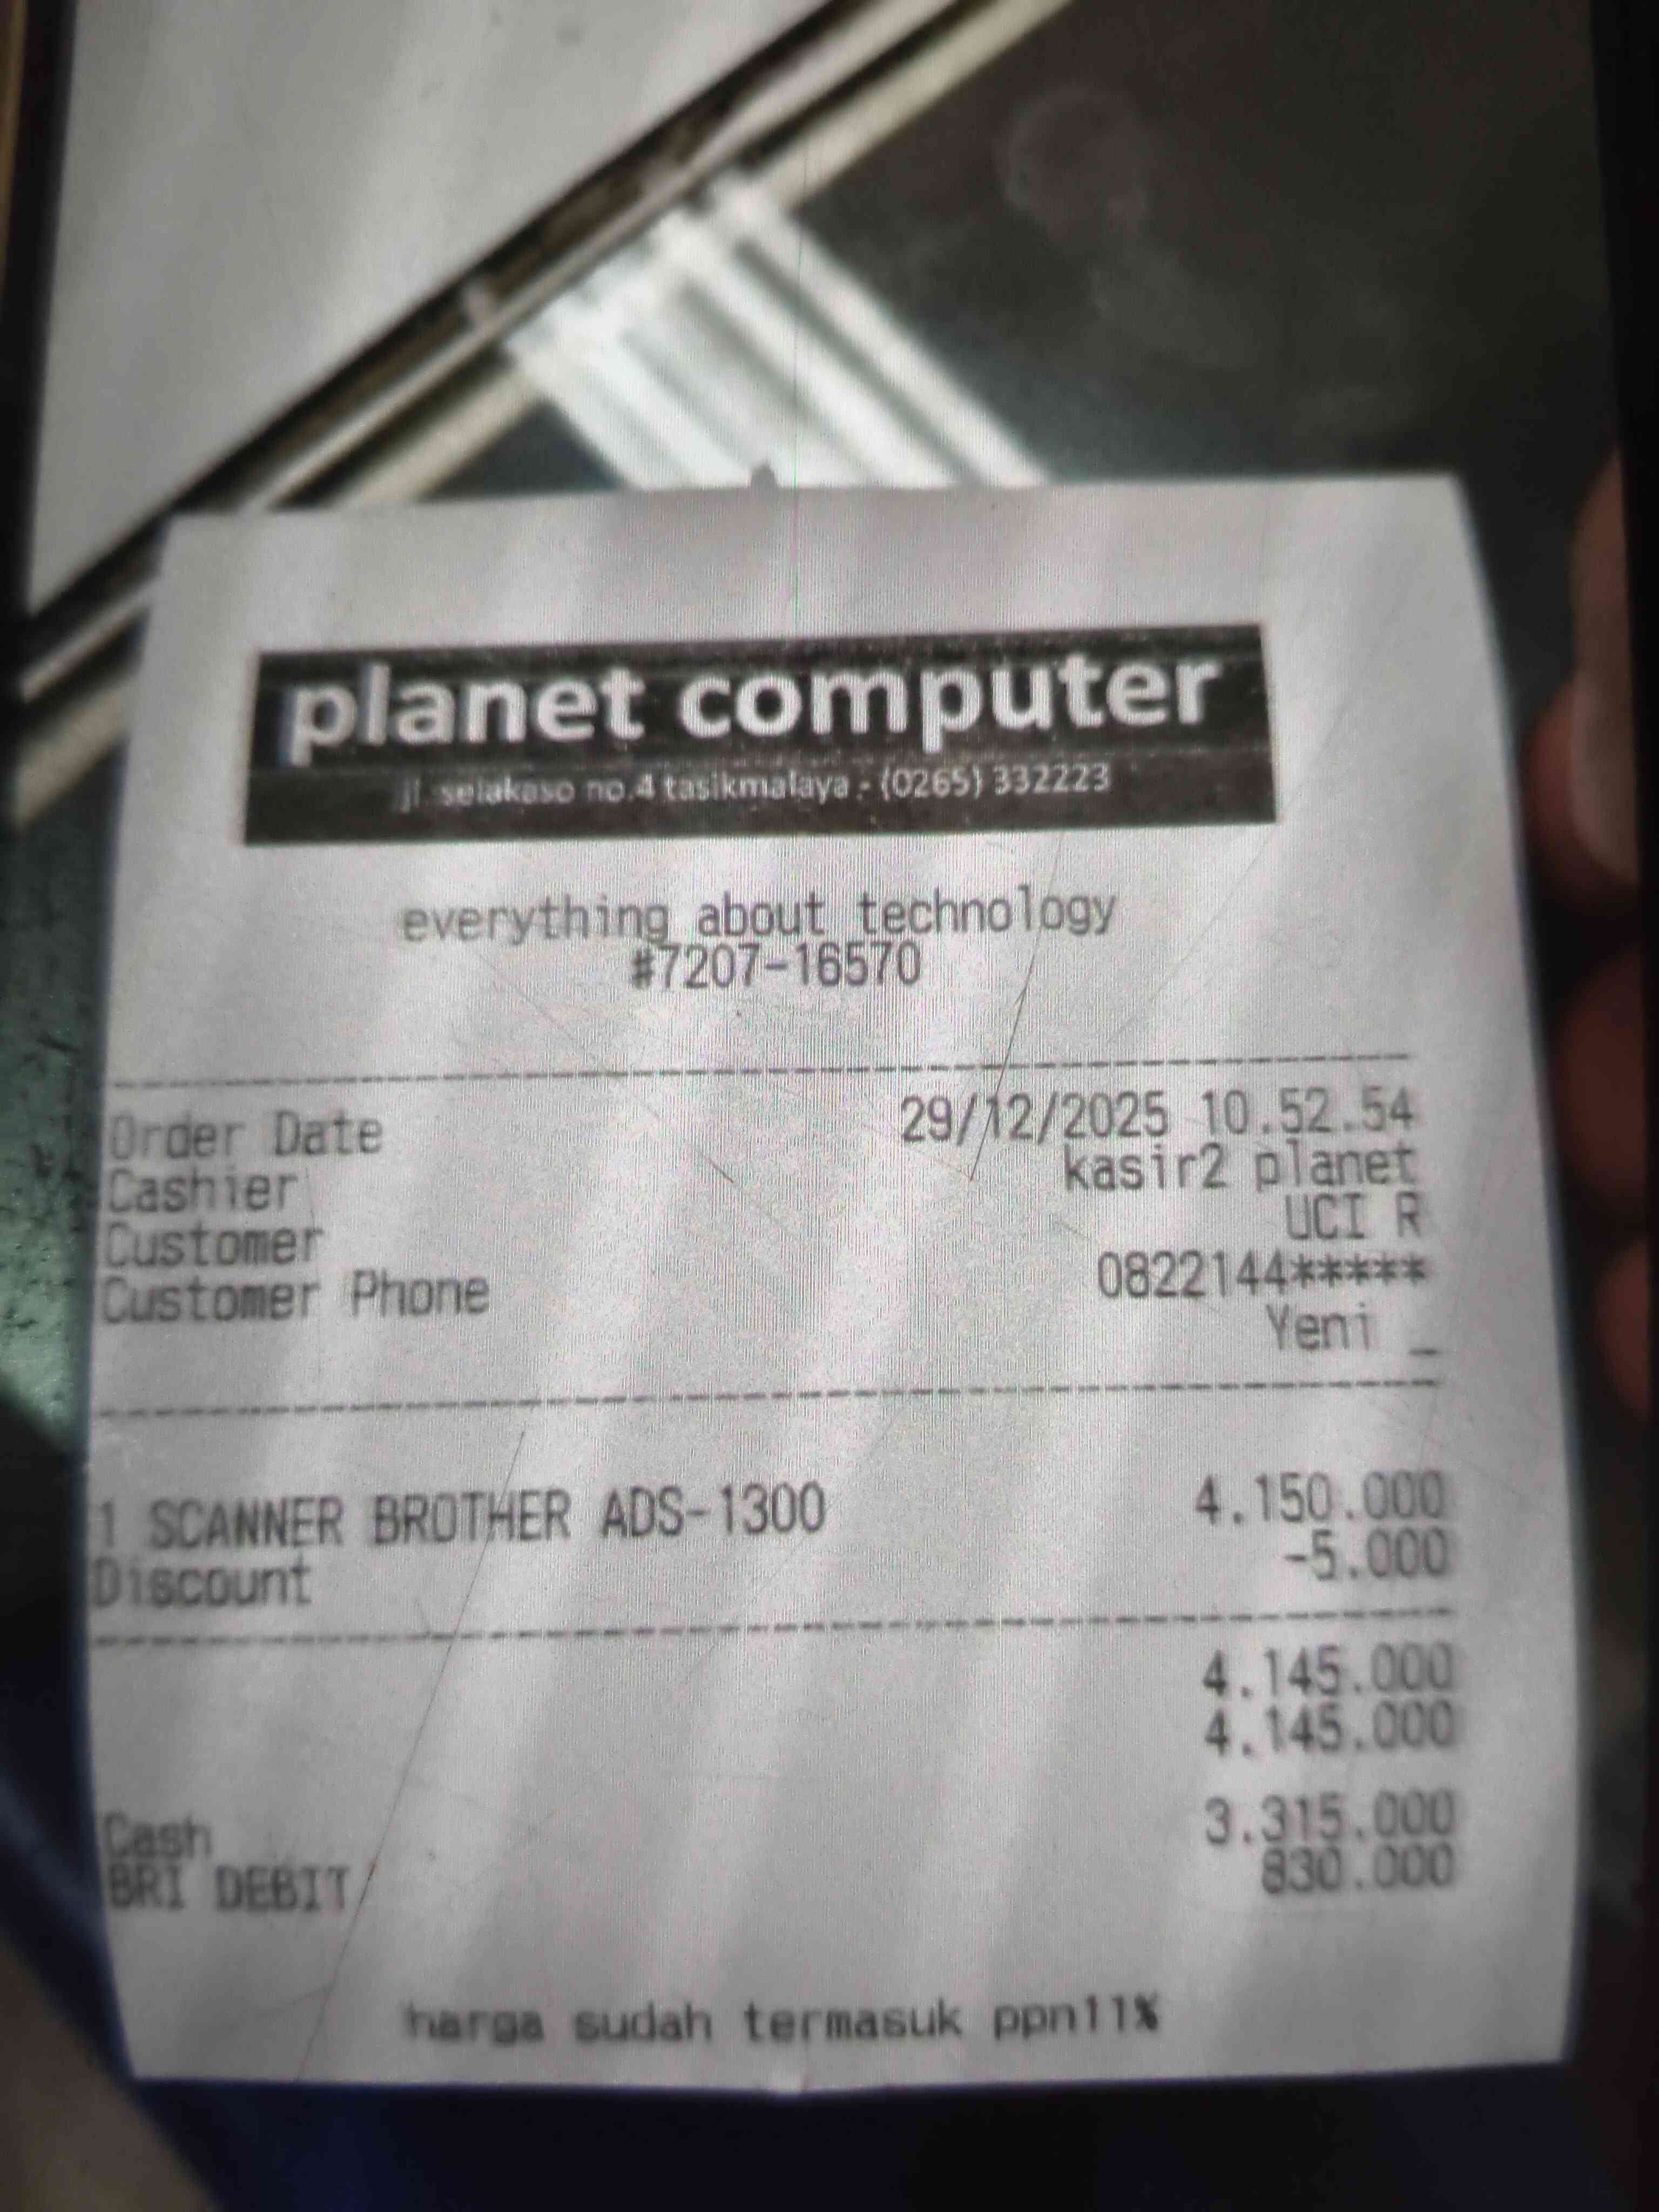 planet computer
jl. selakaso no.4 tasikmalaya - (0265) 332223
everything about technology
#7207-16570
Order Date 29/12/2025 10.52.54
Cashier kasir2 planet
Customer UCI R
Customer Phone 0822144*****
Yeni _
1 SCANNER BROTHER ADS-1300 4.150.000
Discount -5.000
4.145.000
4.145.000
Cash 3.315.000
BRI DEBIT 830.000
harga sudah termasuk ppn11%